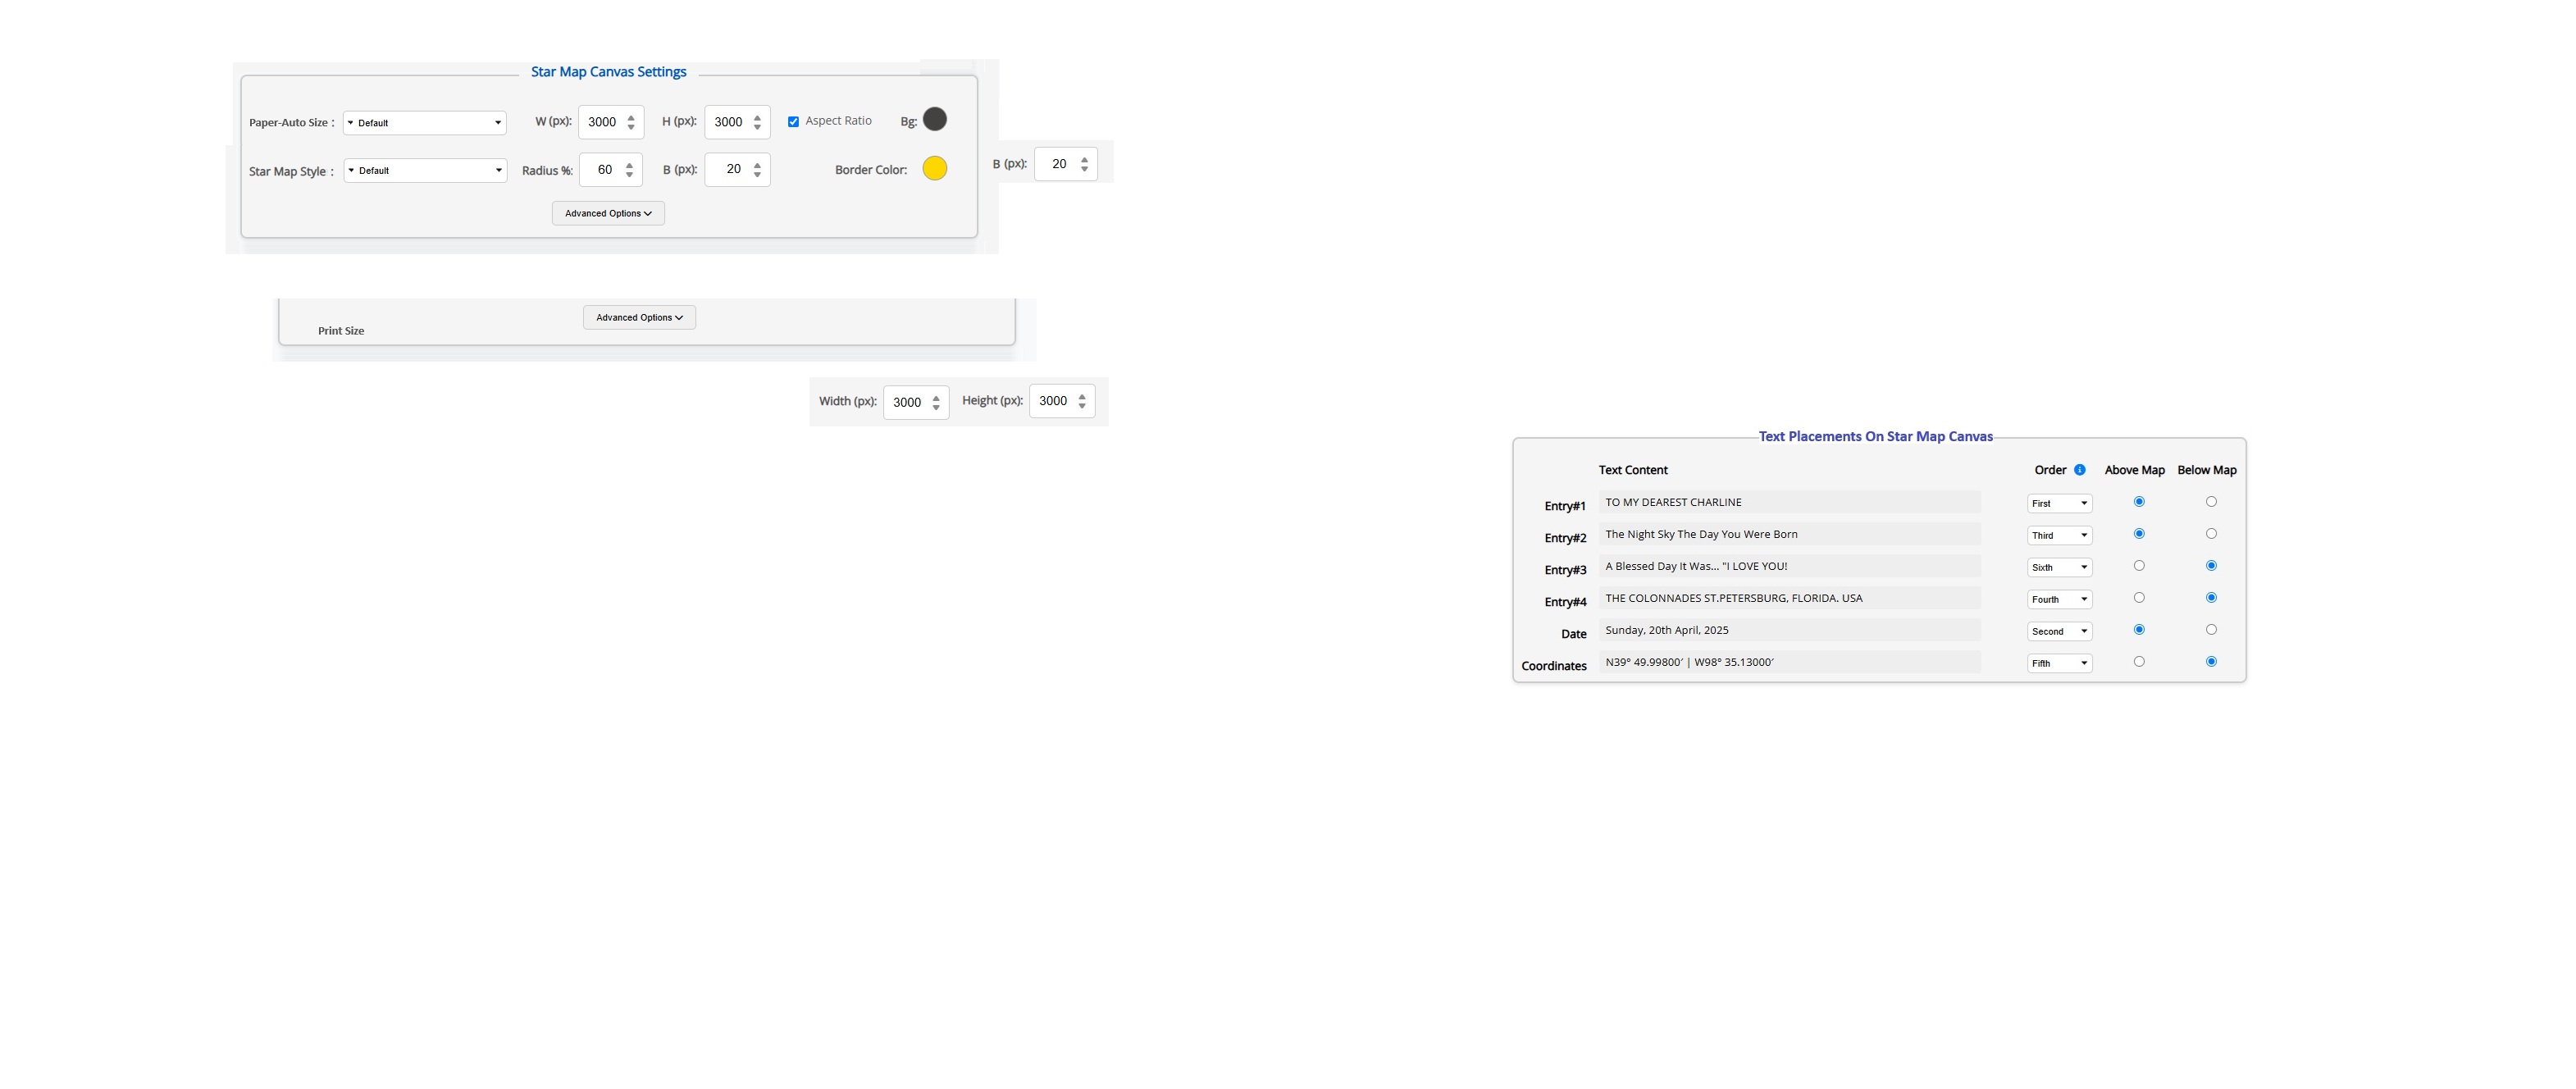 Star Map Canvas Settings
Paper-Auto Size : Default W (px): 3000 H (px): 3000 Aspect Ratio Bg:
Star Map Style : Default Radius %: 60 B (px): 20 Border Color:
B (px): 20
Advanced Options
Advanced Options
Print Size
Width (px): 3000 Height (px): 3000
Text Placements On Star Map Canvas
Text Content Order i Above Map Below Map
Entry#1 TO MY DEAREST CHARLINE First
Entry#2 The Night Sky The Day You Were Born Third
Entry#3 A Blessed Day It Was... "I LOVE YOU! Sixth
Entry#4 THE COLONNADES ST.PETERSBURG, FLORIDA. USA Fourth
Date Sunday, 20th April, 2025 Second
Coordinates N39° 49.99800′ | W98° 35.13000′ Fifth